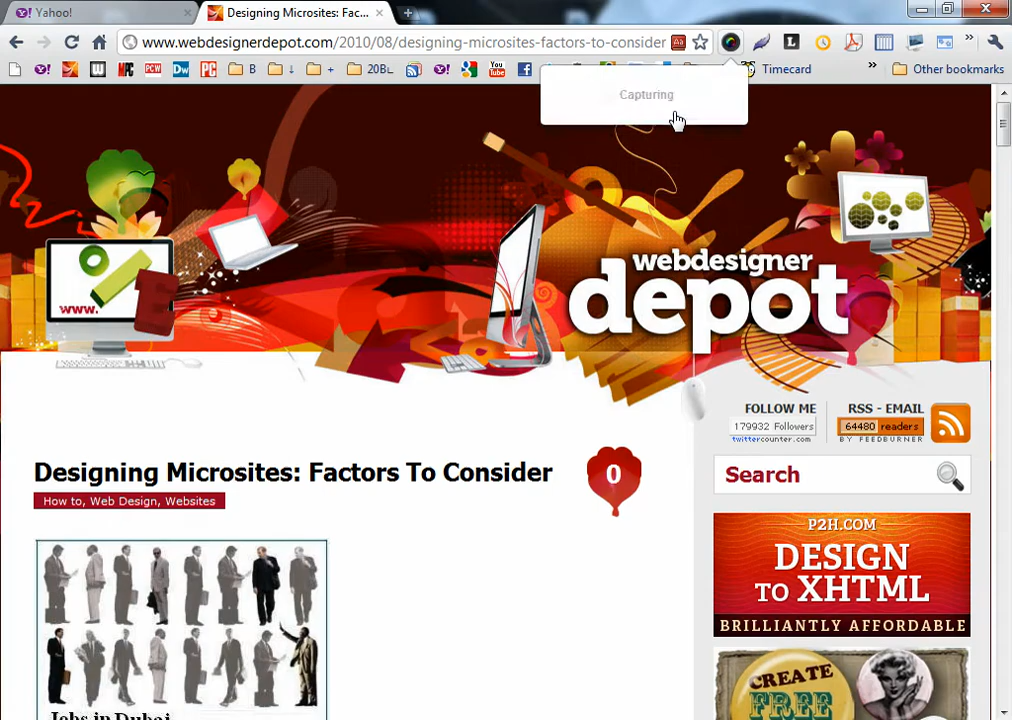 Yahoo!
Designing Microsites: Fac...
www.webdesignerdepot.com/2010/08/designing-microsites-factors-to-consider
B
20BL
You Tube
Timecard
Other bookmarks
Capturing
www.
webdesigner
depot
FOLLOW ME
179932 Followers
twittercounter.com
RSS - EMAIL
64480 readers
BY FEEDBURNER
Designing Microsites: Factors To Consider
0
How to, Web Design, Websites
Search
P2H.COM
DESIGN
TO XHTML
BRILLIANTLY AFFORDABLE
CREATE
FREE
Jobs in Dubai